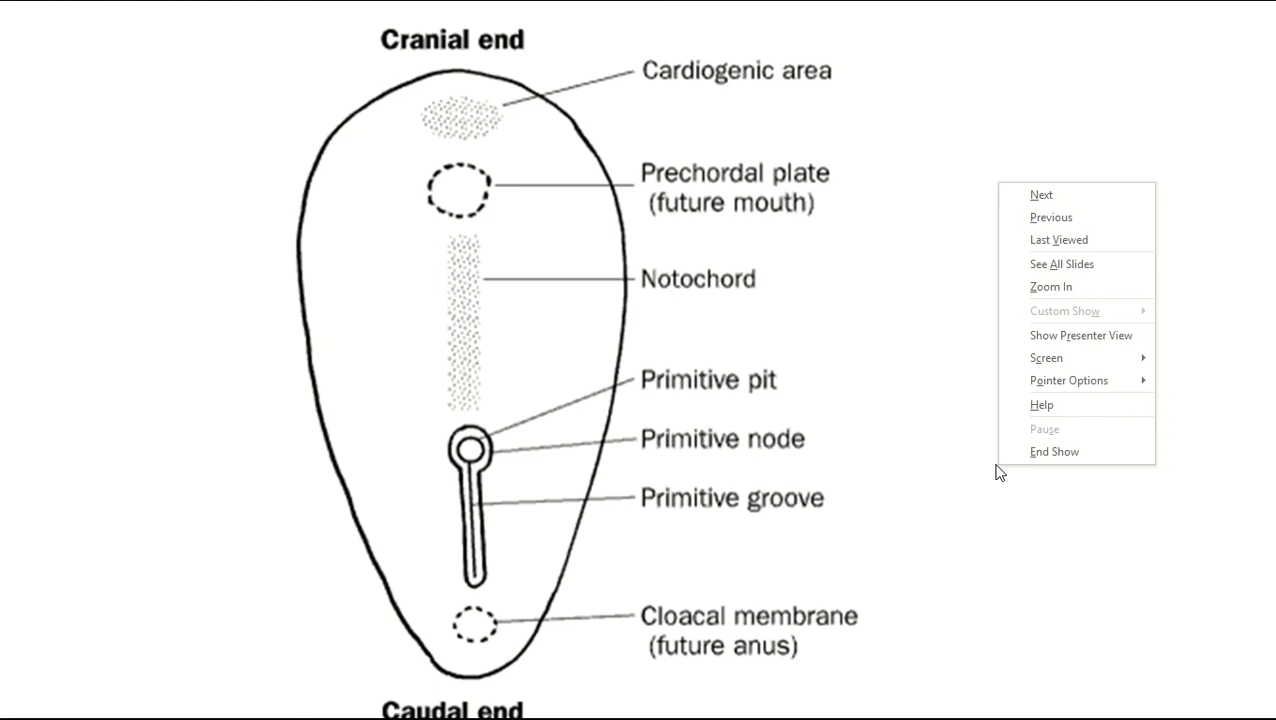 Cranial end
Cardiogenic area
Prechordal plate
(future mouth)
Notochord
Primitive pit
Primitive node
Primitive groove
Cloacal membrane
(future anus)
Caudal end
Next
Previous
Last Viewed
See All Slides
Zoom In
Custom Show
Show Presenter View
Screen
Pointer Options
Help
Pause
End Show